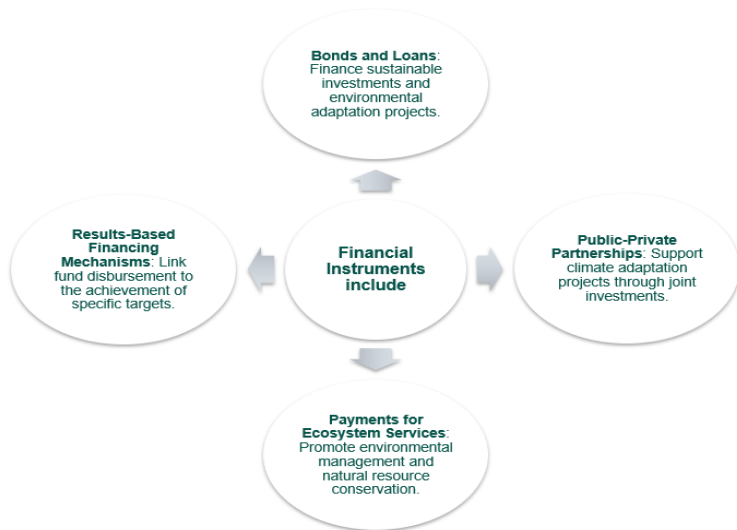 Bonds and Loans:
Finance sustainable
investments and
environmental
adaptation projects.
Results-Based
Financing
Mechanisms: Link
fund disbursement to
the achievement of
specific targets.
Financial
Instruments
include
Public-Private
Partnerships: Support
climate adaptation
projects through joint
investments.
Payments for
Ecosystem Services:
Promote environmental
management and
natural resource
conservation.